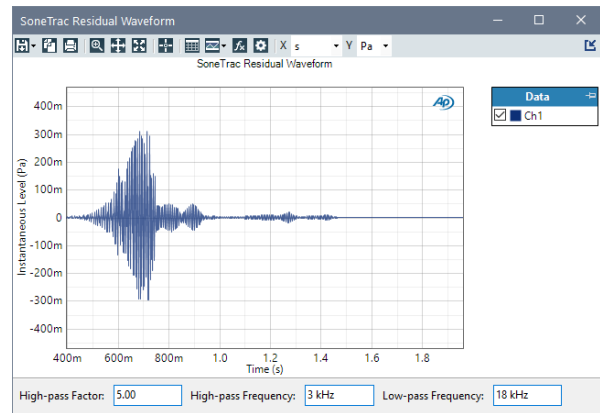 SoneTrac Residual Waveform
X s Y Pa
SoneTrac Residual Waveform
Instantaneous Level (Pa)
400m
300m
200m
100m
0
-100m
-200m
-300m
-400m
400m 600m 800m 1.0 1.2 1.4 1.6 1.8
Time (s)
AP
Data
Ch1
High-pass Factor: 5.00 High-pass Frequency: 3 kHz Low-pass Frequency: 18 kHz